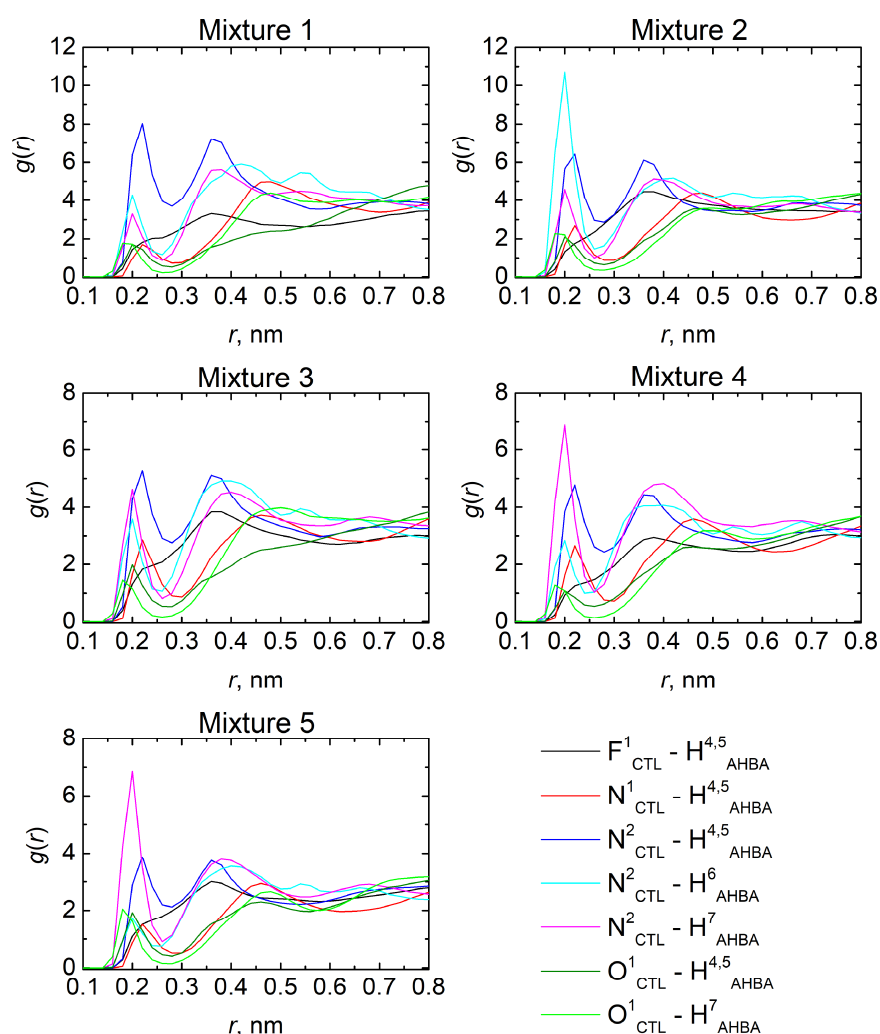 Mixture 1
12
10
8
6
4
2
0
g(r)
0.1 0.2 0.3 0.4 0.5 0.6 0.7 0.8
r, nm
Mixture 2
12
10
8
6
4
2
0
g(r)
0.1 0.2 0.3 0.4 0.5 0.6 0.7 0.8
r, nm
Mixture 3
8
6
4
2
0
g(r)
0.1 0.2 0.3 0.4 0.5 0.6 0.7 0.8
r, nm
Mixture 4
8
6
4
2
0
g(r)
0.1 0.2 0.3 0.4 0.5 0.6 0.7 0.8
r, nm
Mixture 5
8
6
4
2
0
g(r)
0.1 0.2 0.3 0.4 0.5 0.6 0.7 0.8
r, nm
F¹CTL - H⁴,⁵AHBA
N¹CTL - H⁴,⁵AHBA
N²CTL - H⁴,⁵AHBA
N²CTL - H⁶AHBA
N²CTL - H⁷AHBA
O¹CTL - H⁴,⁵AHBA
O¹CTL - H⁷AHBA